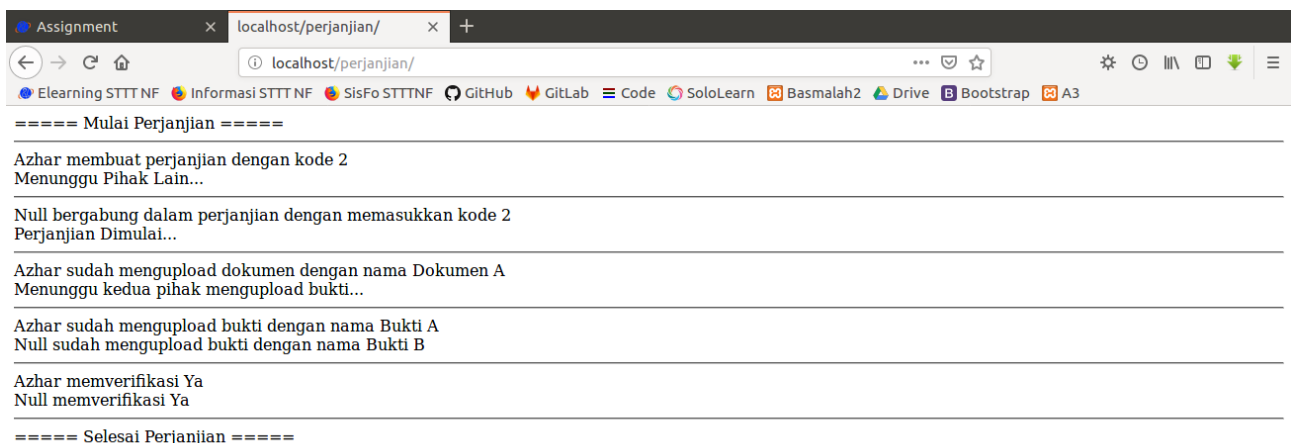 Assignment × localhost/perjanjian/ × +
localhost/perjanjian/
Elearning STTT NF Informasi STTT NF SisFo STTTNF GitHub GitLab Code SoloLearn Basmalah2 Drive Bootstrap A3
===== Mulai Perjanjian =====
Azhar membuat perjanjian dengan kode 2
Menunggu Pihak Lain...
Null bergabung dalam perjanjian dengan memasukkan kode 2
Perjanjian Dimulai...
Azhar sudah mengupload dokumen dengan nama Dokumen A
Menunggu kedua pihak mengupload bukti...
Azhar sudah mengupload bukti dengan nama Bukti A
Null sudah mengupload bukti dengan nama Bukti B
Azhar memverifikasi Ya
Null memverifikasi Ya
===== Selesai Perjanjian =====